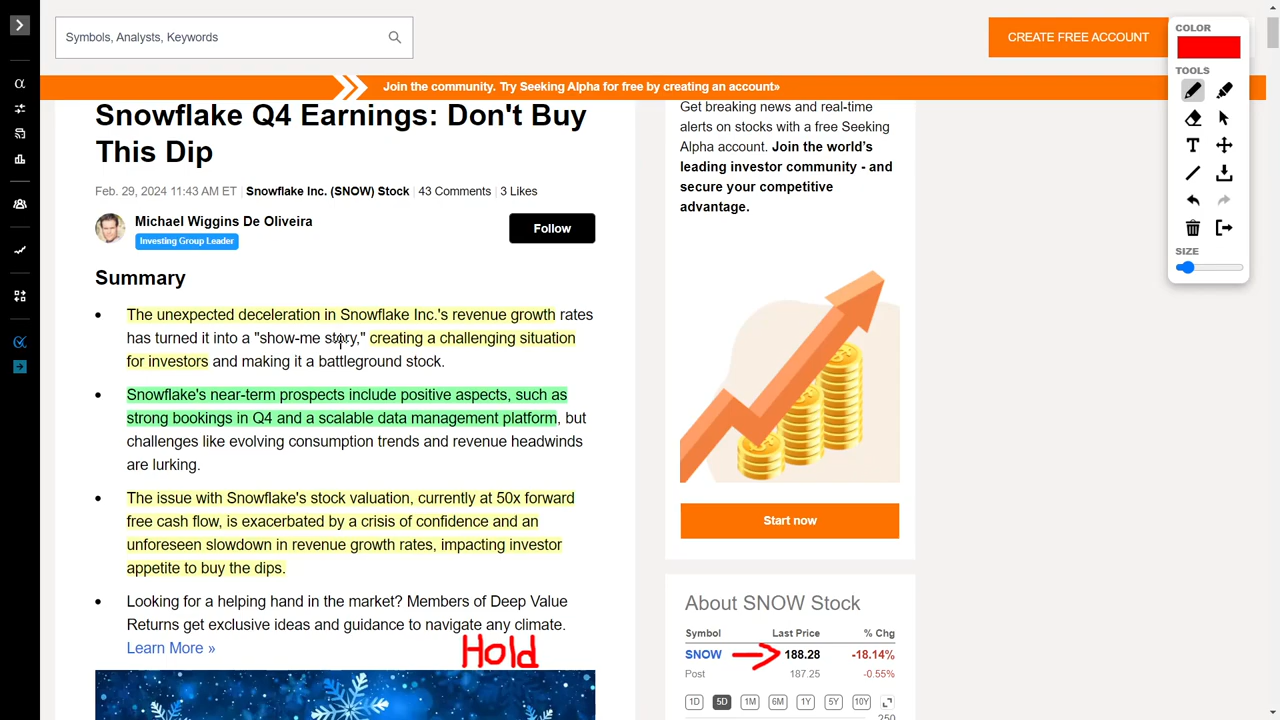 Symbols, Analysts, Keywords
CREATE FREE ACCOUNT
Join the community. Try Seeking Alpha for free by creating an account»
Snowflake Q4 Earnings: Don't Buy
This Dip
Feb. 29, 2024 11:43 AM ET | Snowflake Inc. (SNOW) Stock | 43 Comments | 3 Likes
Michael Wiggins De Oliveira
Investing Group Leader
Follow
Summary
• The unexpected deceleration in Snowflake Inc.'s revenue growth rates
has turned it into a "show-me story," creating a challenging situation
for investors and making it a battleground stock.
• Snowflake's near-term prospects include positive aspects, such as
strong bookings in Q4 and a scalable data management platform, but
challenges like evolving consumption trends and revenue headwinds
are lurking.
• The issue with Snowflake's stock valuation, currently at 50x forward
free cash flow, is exacerbated by a crisis of confidence and an
unforeseen slowdown in revenue growth rates, impacting investor
appetite to buy the dips.
• Looking for a helping hand in the market? Members of Deep Value
Returns get exclusive ideas and guidance to navigate any climate.
Learn More »
Hold
Get breaking news and real-time
alerts on stocks with a free Seeking
Alpha account. Join the world's
leading investor community - and
secure your competitive
advantage.
Start now
About SNOW Stock
Symbol Last Price % Chg
SNOW 188.28 -18.14%
Post 187.25 -0.55%
1D 5D 1M 6M 1Y 5Y 10Y
250
COLOR
TOOLS
T
SIZE